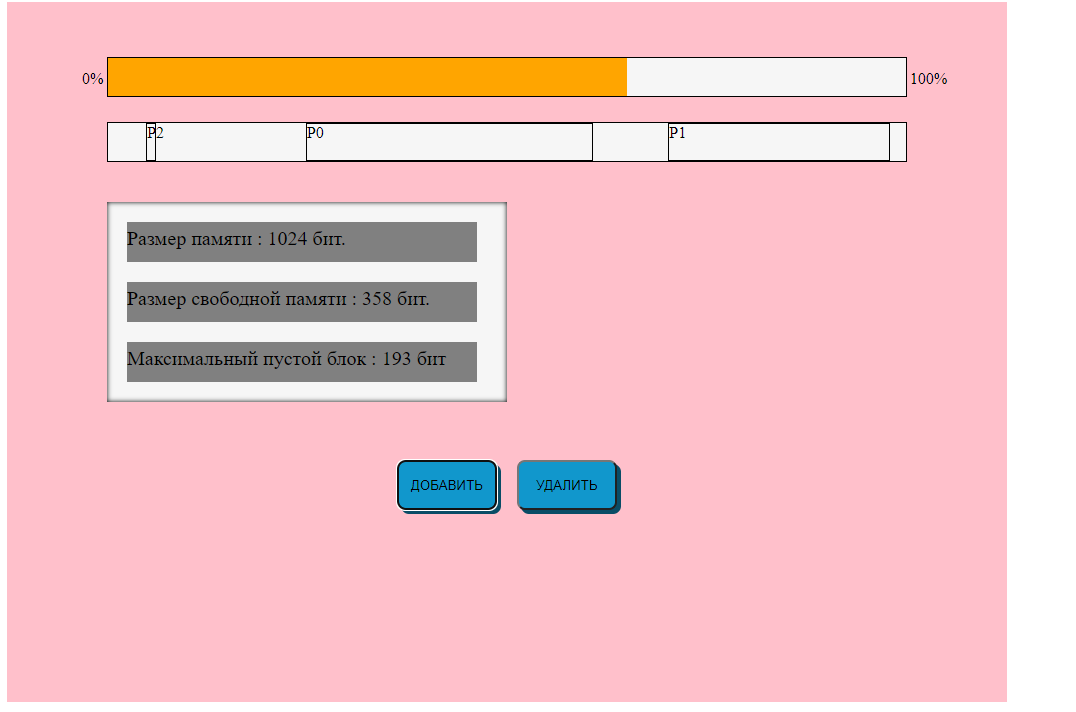 0% 100%
P2 P0 P1
Размер памяти : 1024 бит.
Размер свободной памяти : 358 бит.
Максимальный пустой блок : 193 бит
ДОБАВИТЬ УДАЛИТЬ